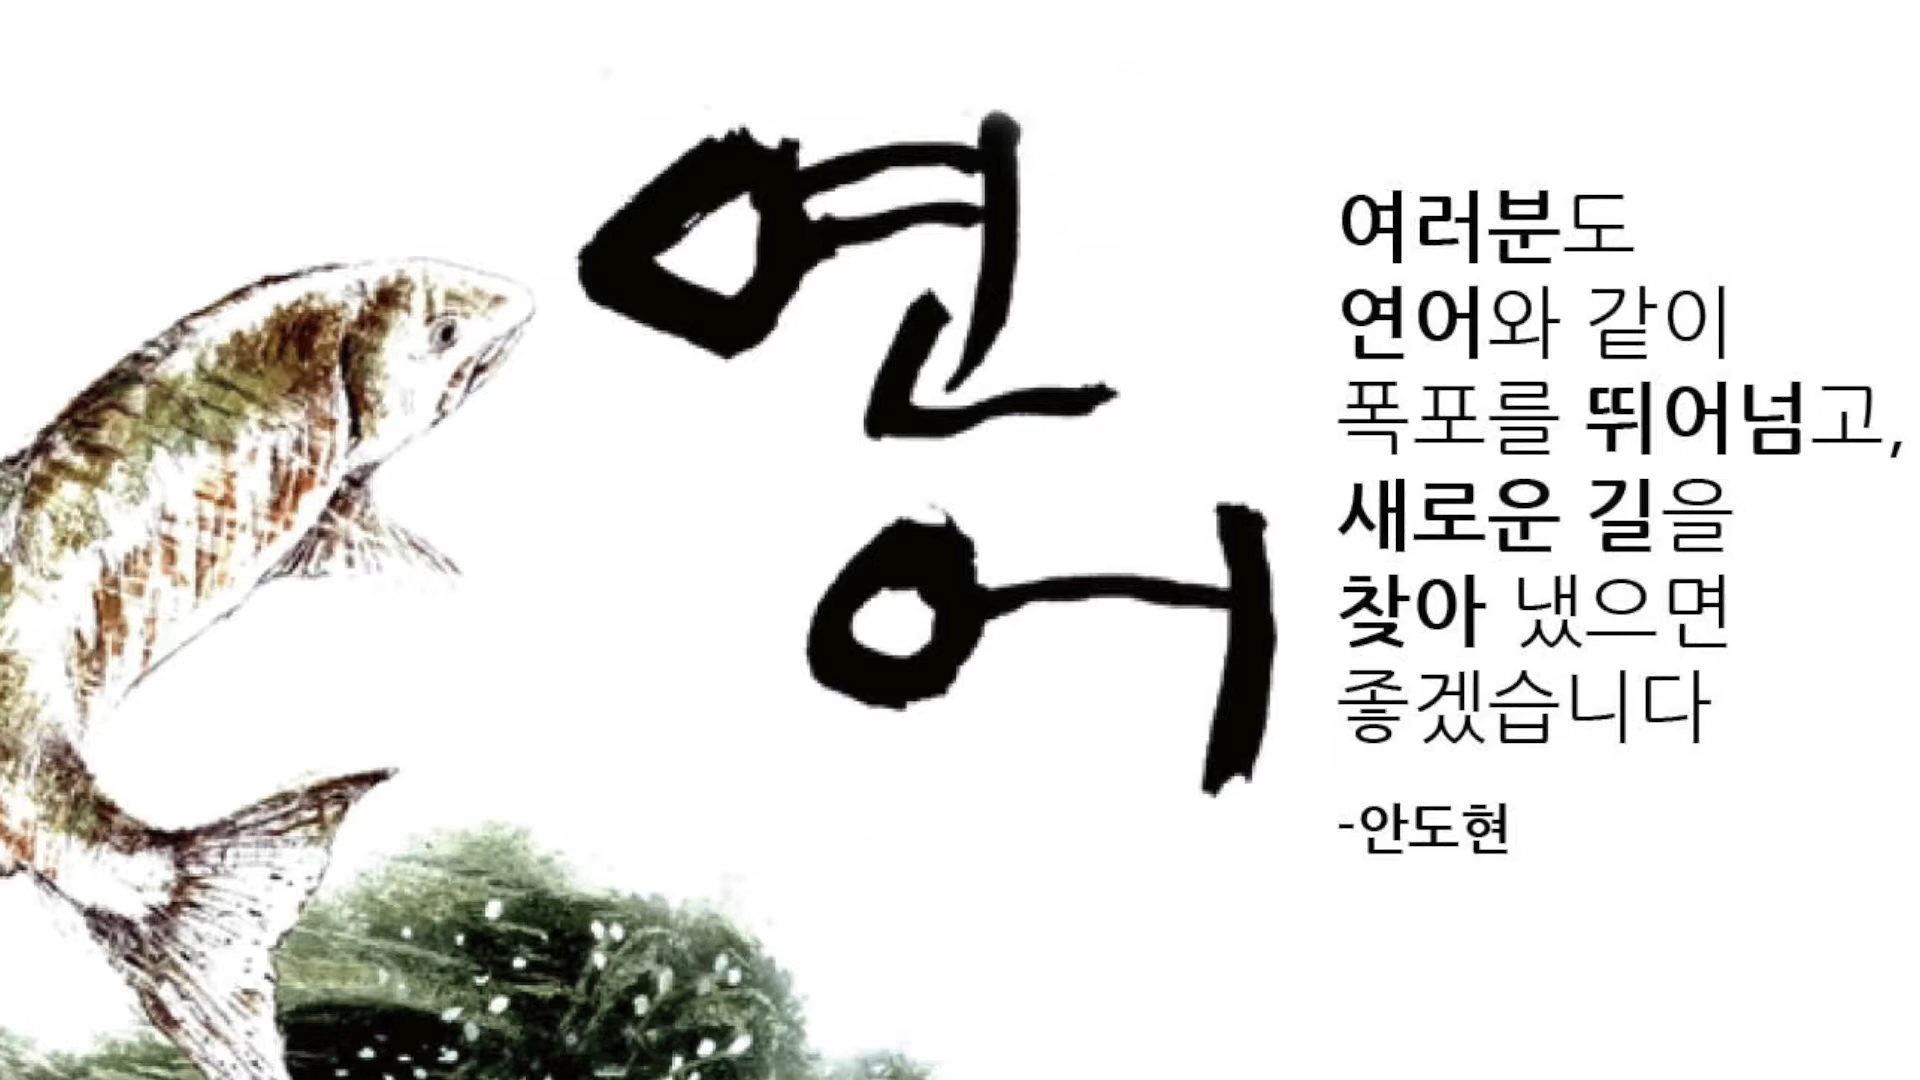 연
어
여러분도
연어와 같이
폭포를 뛰어넘고,
새로운 길을
찾아 냈으면
좋겠습니다
-안도현